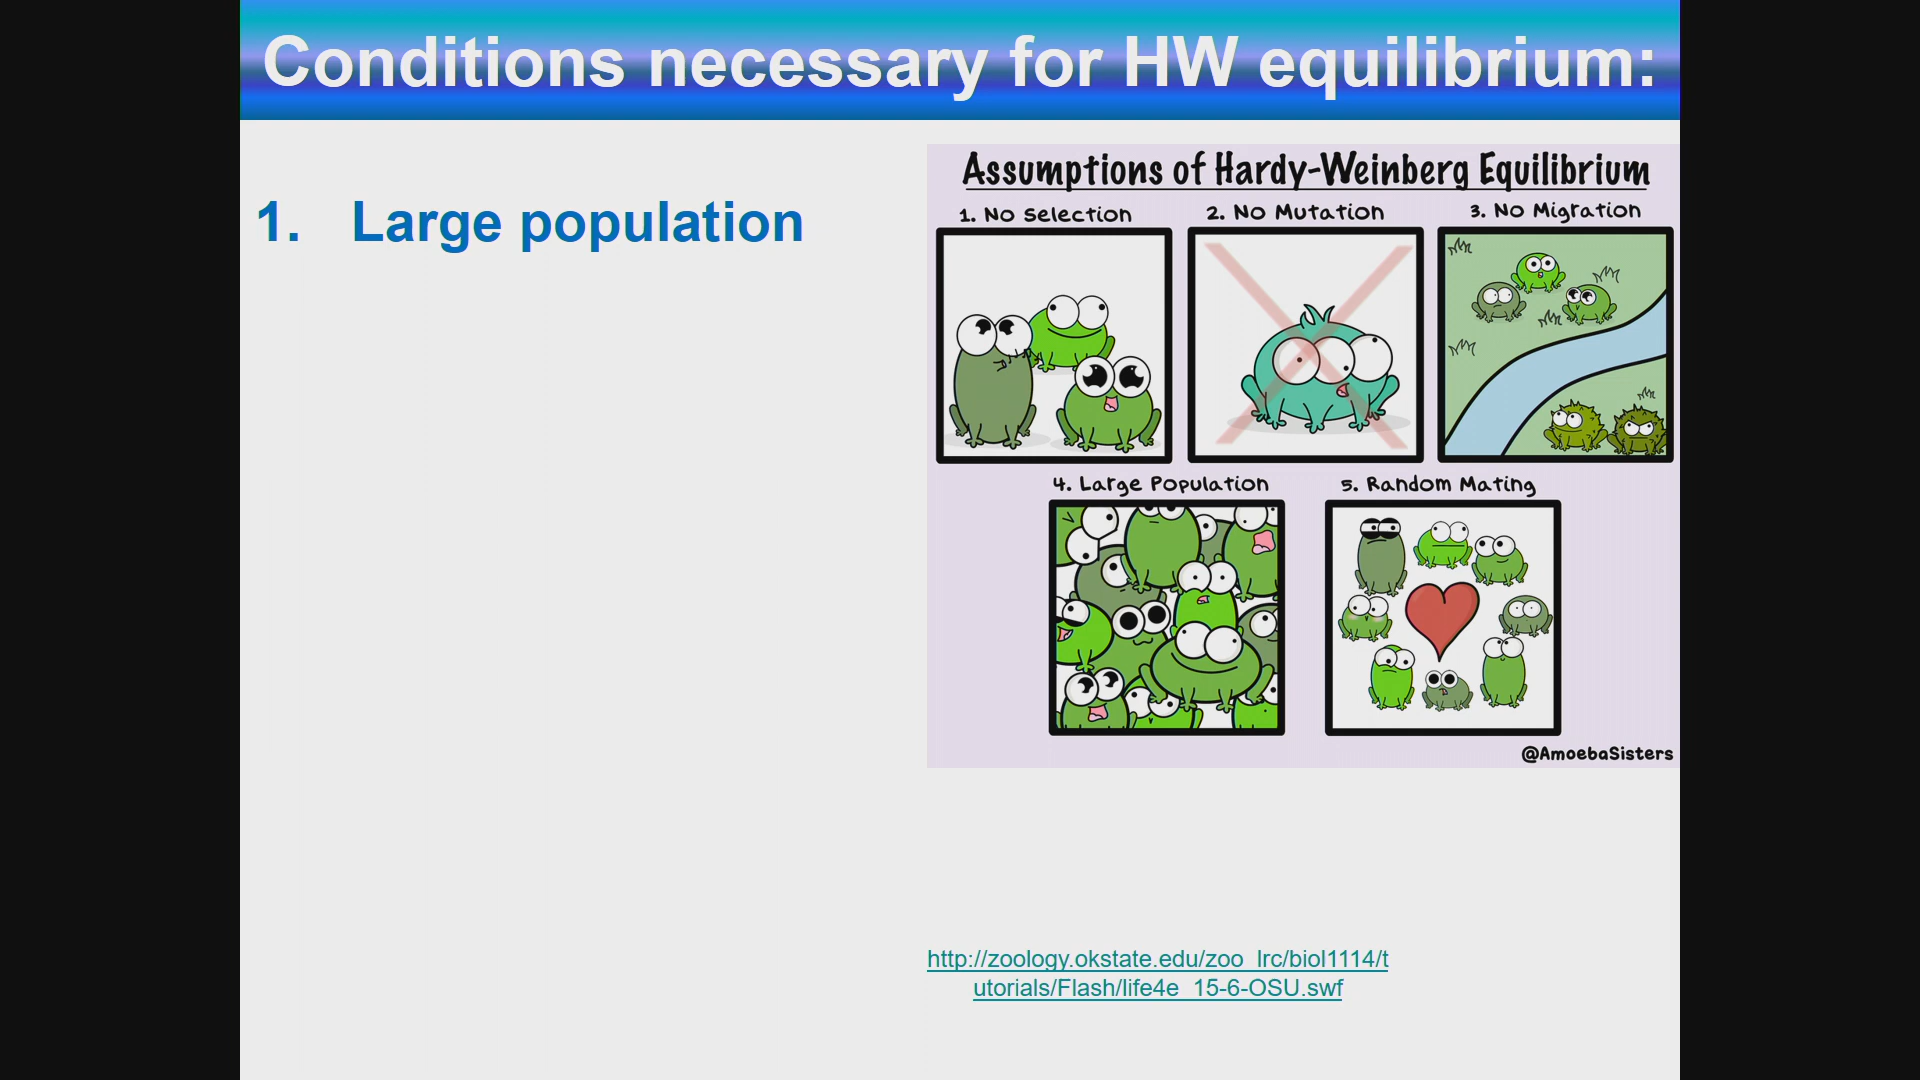 Conditions necessary for HW equilibrium:
1. Large population
Assumptions of Hardy-Weinberg Equilibrium
1. No Selection
2. No Mutation
3. No Migration
4. Large Population
5. Random Mating
@AmoebaSisters
http://zoology.okstate.edu/zoo_lrc/biol1114/t
utorials/Flash/life4e_15-6-OSU.swf